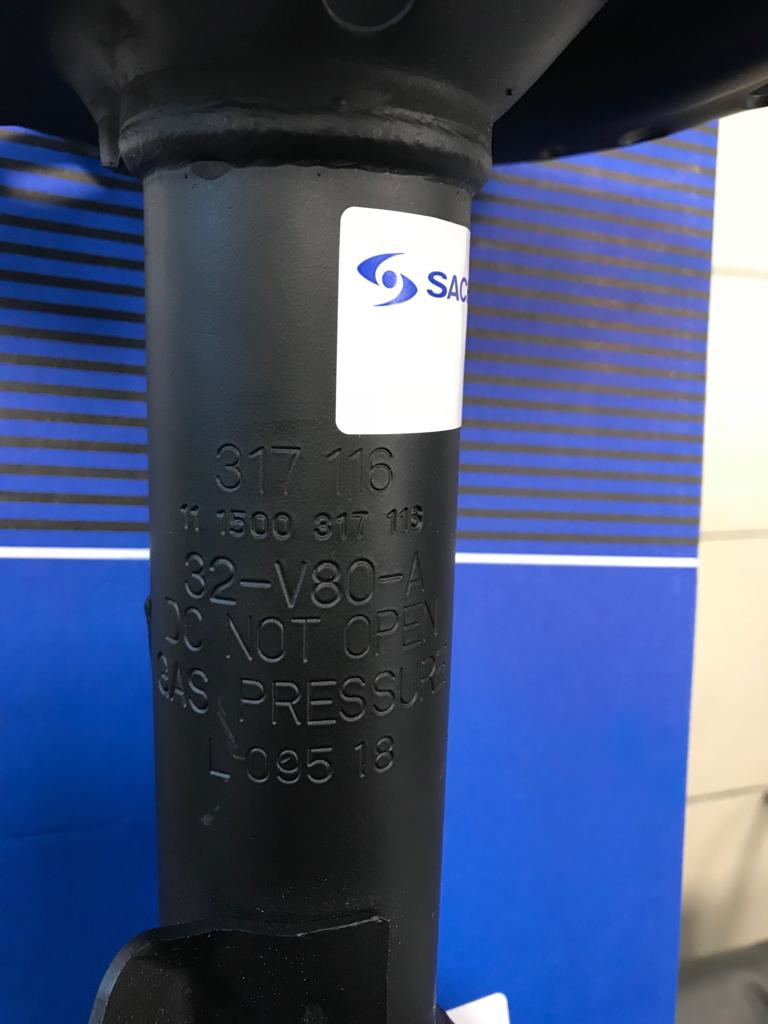 SAC
317 116
11 1500 317 116
32-V80-A
DO NOT OPEN
GAS PRESSURE
L 095 18